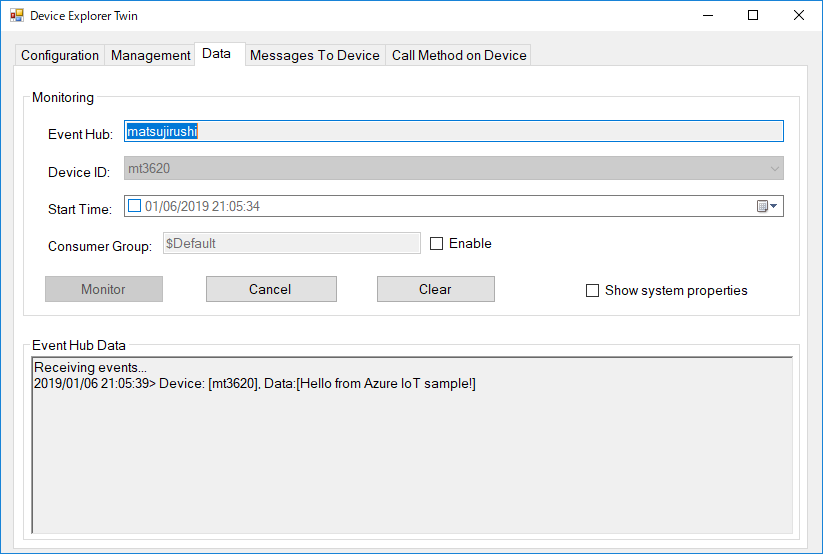 Device Explorer Twin
Configuration Management Data Messages To Device Call Method on Device
Monitoring
Event Hub: matsujirushi
Device ID: mt3620
Start Time: 01/06/2019 21:05:34
Consumer Group: $Default Enable
Monitor Cancel Clear Show system properties
Event Hub Data
Receiving events...
2019/01/06 21:05:39> Device: [mt3620], Data:[Hello from Azure IoT sample!]